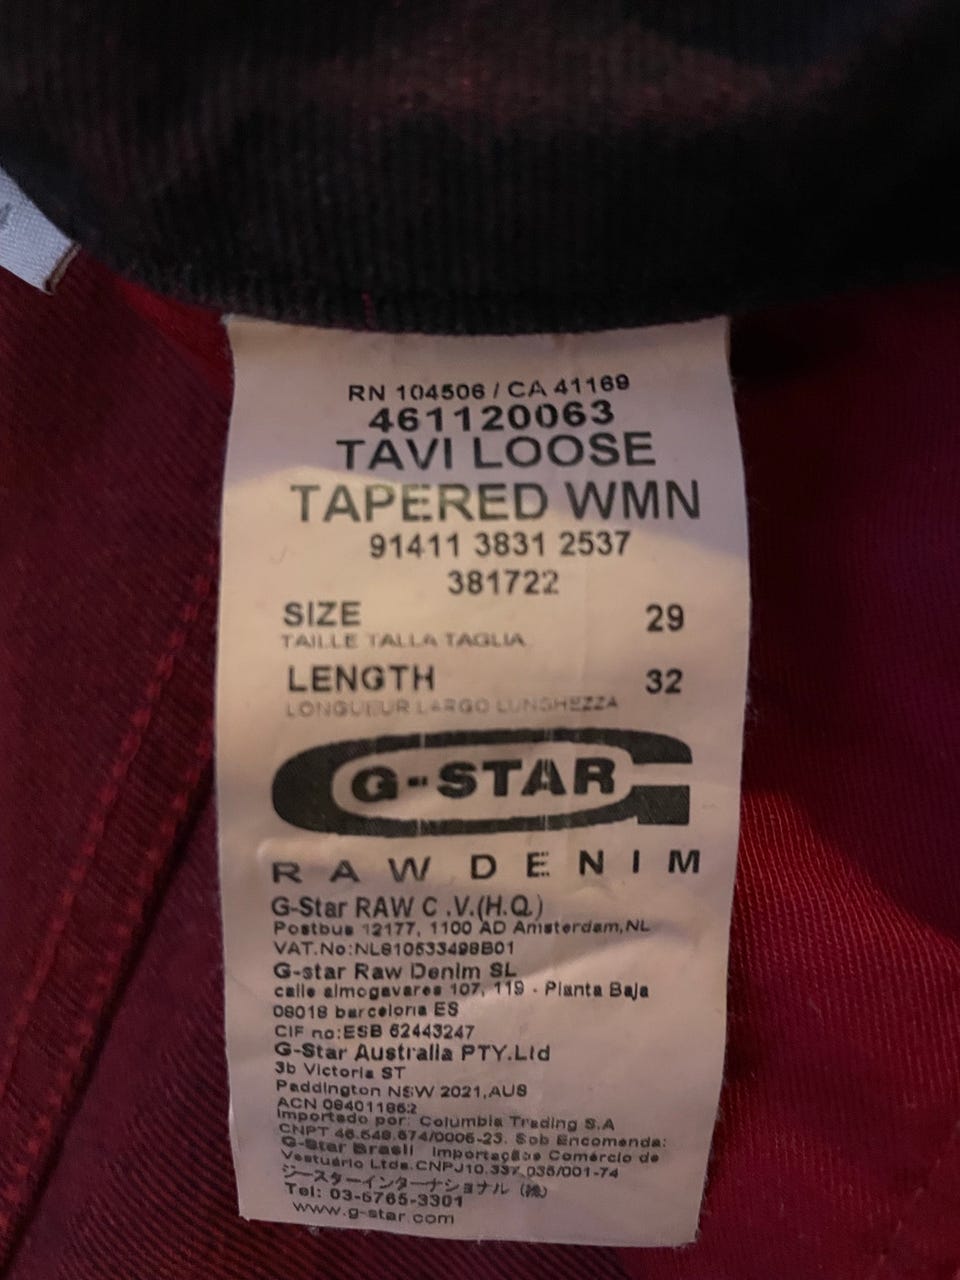 RN 104506 / CA 41169
461120063
TAVI LOOSE
TAPERED WMN
91411 3831 2537
381722
SIZE 29
TAILLE TALLA TAGLIA
LENGTH 32
LONGUEUR LARGO LUNGHEZZA
G-STAR
RAW DENIM
G-Star RAW C .V.(H.Q.)
Postbus 12177, 1100 AD Amsterdam,NL
VAT.No:NL810533498B01
G-star Raw Denim SL
calle almogavares 107, 119 - Planta Baja
08018 barcelona ES
CIF no:ESB 62443247
G-Star Australia PTY.Ltd
3b Victoria ST
Paddington NSW 2021,AUS
ACN 084011862
Importado por: Columbia Trading S.A
CNPT 46.548.574/0006-23. Sob Encomenda:
G-Star Brasil Importações Comércio de
Vestuário Ltda.CNPJ10.337.035/001-74
ジースターインターナショナル (株)
Tel: 03-5765-3301
www.g-star.com